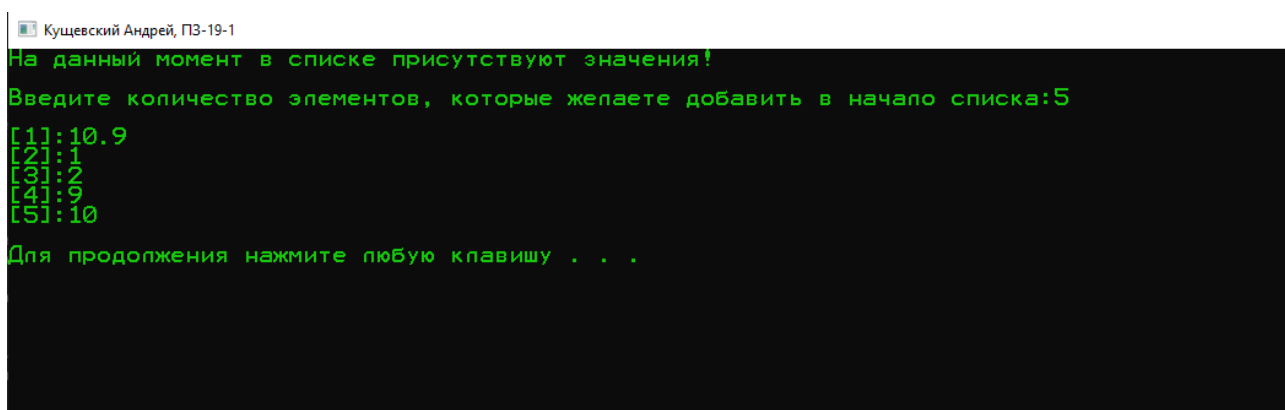 Кущевский Андрей, ПЗ-19-1
На данный момент в списке присутствуют значения!
Введите количество элементов, которые желаете добавить в начало списка:5
[1]:10.9
[2]:1
[3]:2
[4]:9
[5]:10
Для продолжения нажмите любую клавишу . . .